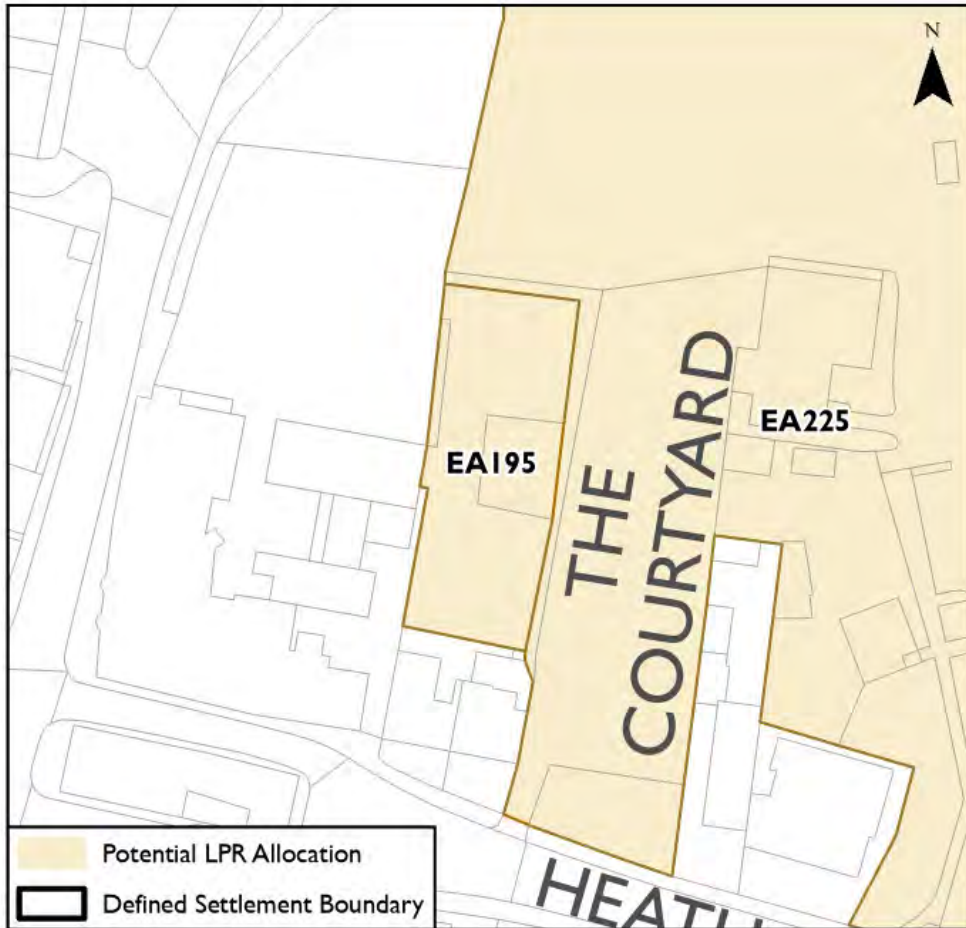 N
EA225
EA195
THE
COURTYARD
HEATH
Potential LPR Allocation
Defined Settlement Boundary